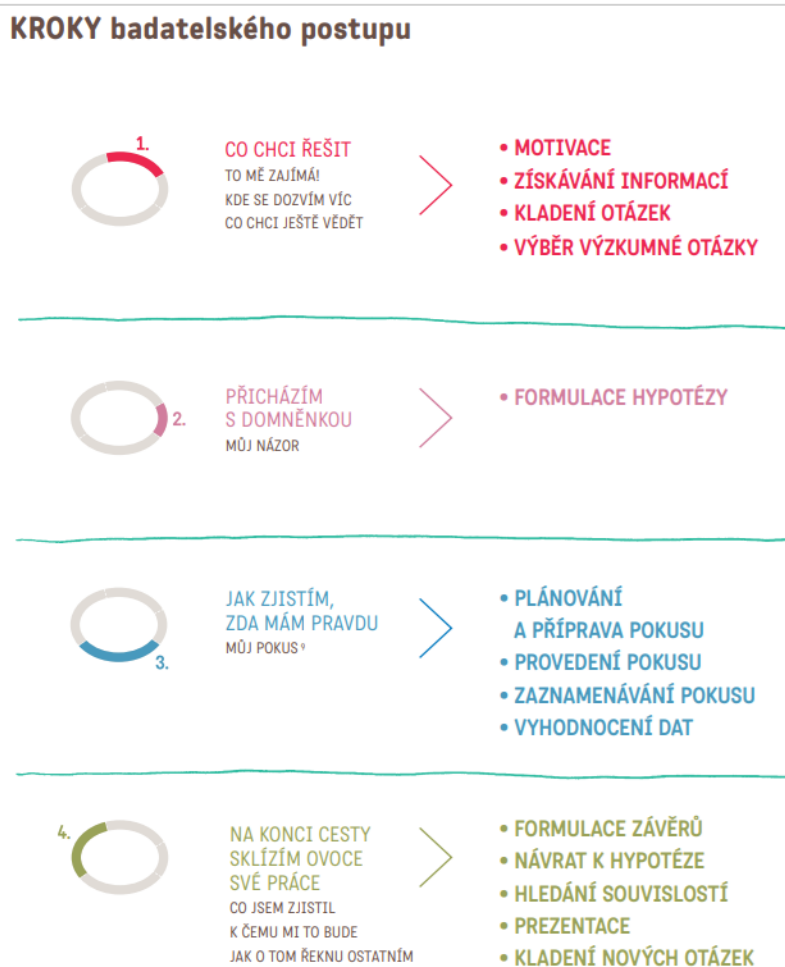 KROKY badatelského postupu
1.
CO CHCI ŘEŠIT
TO MĚ ZAJÍMÁ!
KDE SE DOZVÍM VÍC
CO CHCI JEŠTĚ VĚDĚT
• MOTIVACE
• ZÍSKÁVÁNÍ INFORMACÍ
• KLADENÍ OTÁZEK
• VÝBĚR VÝZKUMNÉ OTÁZKY
2.
PŘICHÁZÍM
S DOMNĚNKOU
MŮJ NÁZOR
• FORMULACE HYPOTÉZY
3.
JAK ZJISTÍM,
ZDA MÁM PRAVDU
MŮJ POKUS ⁹
• PLÁNOVÁNÍ
A PŘÍPRAVA POKUSU
• PROVEDENÍ POKUSU
• ZAZNAMENÁVÁNÍ POKUSU
• VYHODNOCENÍ DAT
4.
NA KONCI CESTY
SKLÍZÍM OVOCE
SVÉ PRÁCE
CO JSEM ZJISTIL
K ČEMU MI TO BUDE
JAK O TOM ŘEKNU OSTATNÍM
• FORMULACE ZÁVĚRŮ
• NÁVRAT K HYPOTÉZE
• HLEDÁNÍ SOUVISLOSTÍ
• PREZENTACE
• KLADENÍ NOVÝCH OTÁZEK